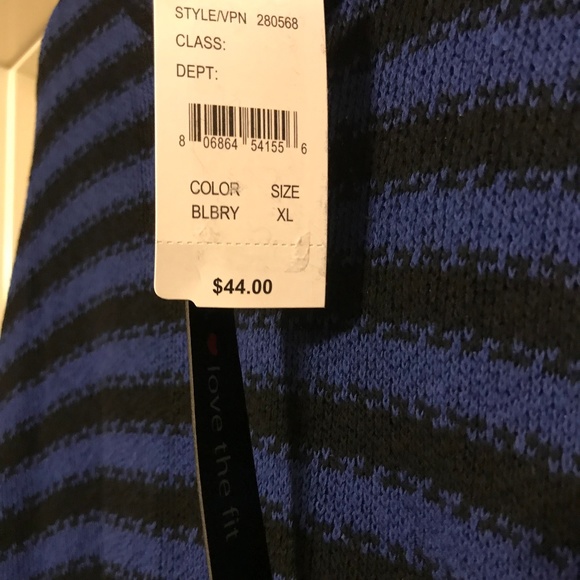 STYLE/VPN 280568
CLASS:
DEPT:
8 06864 54155 6
COLOR SIZE
BLBRY XL
$44.00
love the fit